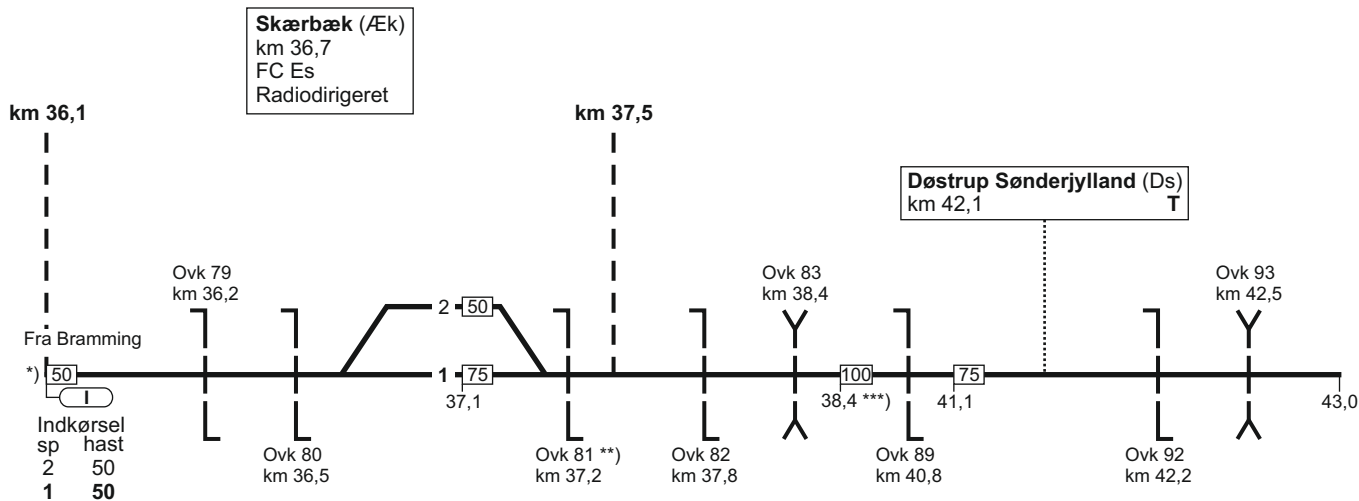 Skærbæk (Æk)
km 36,7
FC Es
Radiodirigeret
km 36,1
km 37,5
Døstrup Sønderjylland (Ds)
km 42,1 T
Ovk 79
km 36,2
Ovk 83
km 38,4
Ovk 93
km 42,5
Fra Bramming
2 50
*) 50
1 75
100
75
I
37,1
38,4 ***)
41,1
43,0
Indkørsel
sp hast
2 50
1 50
Ovk 80
km 36,5
Ovk 81 **)
km 37,2
Ovk 82
km 37,8
Ovk 89
km 40,8
Ovk 92
km 42,2